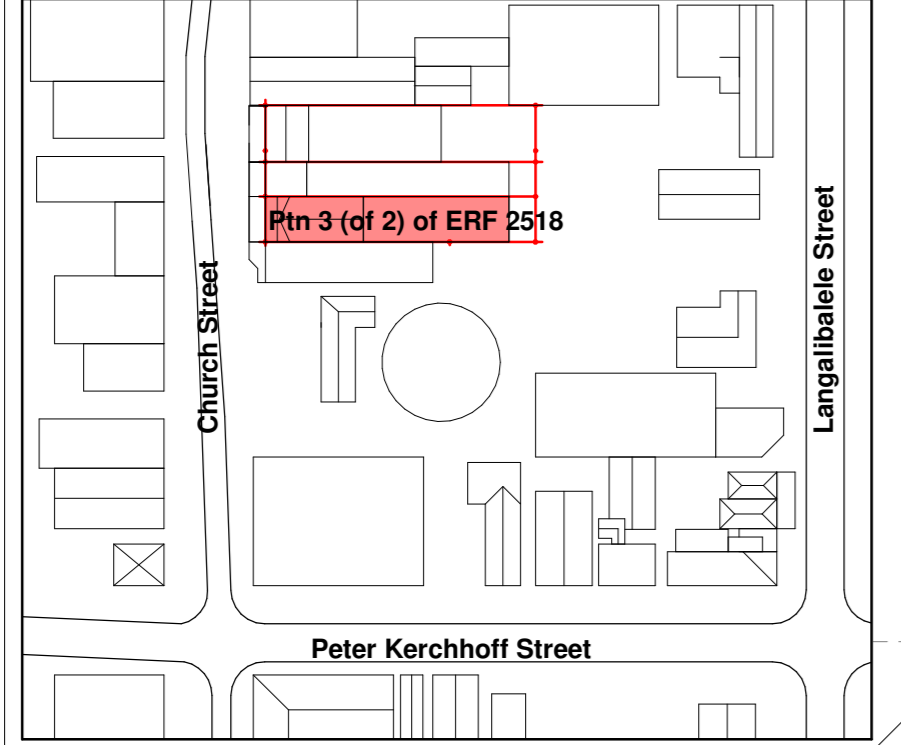 Ptn 3 (of 2) of ERF 2518
Church Street
Langalibalele Street
Peter Kerchhoff Street